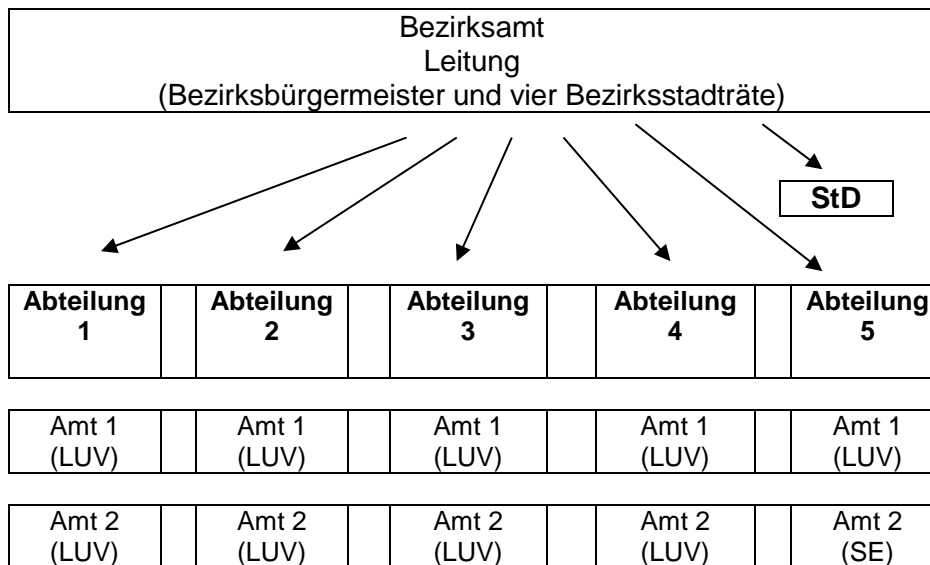 Bezirksamt
Leitung
(Bezirksbürgermeister und vier Bezirksstadträte)
StD
Abteilung 1
Abteilung 2
Abteilung 3
Abteilung 4
Abteilung 5
Amt 1 (LUV)
Amt 1 (LUV)
Amt 1 (LUV)
Amt 1 (LUV)
Amt 1 (LUV)
Amt 2 (LUV)
Amt 2 (LUV)
Amt 2 (LUV)
Amt 2 (LUV)
Amt 2 (SE)